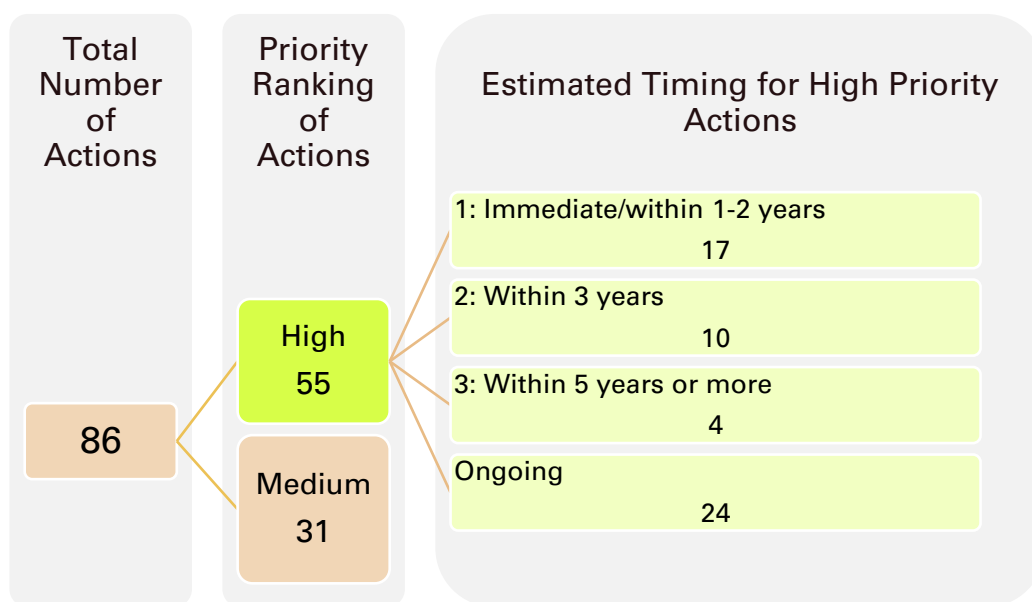 Total
Number
of
Actions
Priority
Ranking
of
Actions
Estimated Timing for High Priority
Actions
86
High
55
Medium
31
1: Immediate/within 1-2 years
17
2: Within 3 years
10
3: Within 5 years or more
4
Ongoing
24